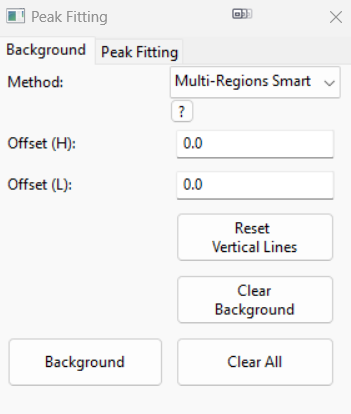 Peak Fitting
Background Peak Fitting
Method: Multi-Regions Smart
?
Offset (H): 0.0
Offset (L): 0.0
Reset
Vertical Lines
Clear
Background
Background Clear All